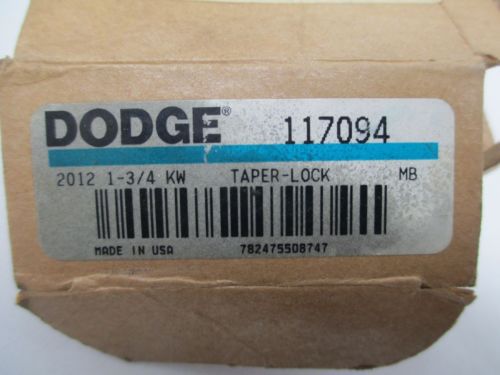 DODGE® 117094
2012 1-3/4 KW TAPER-LOCK MB
MADE IN USA 782475508747